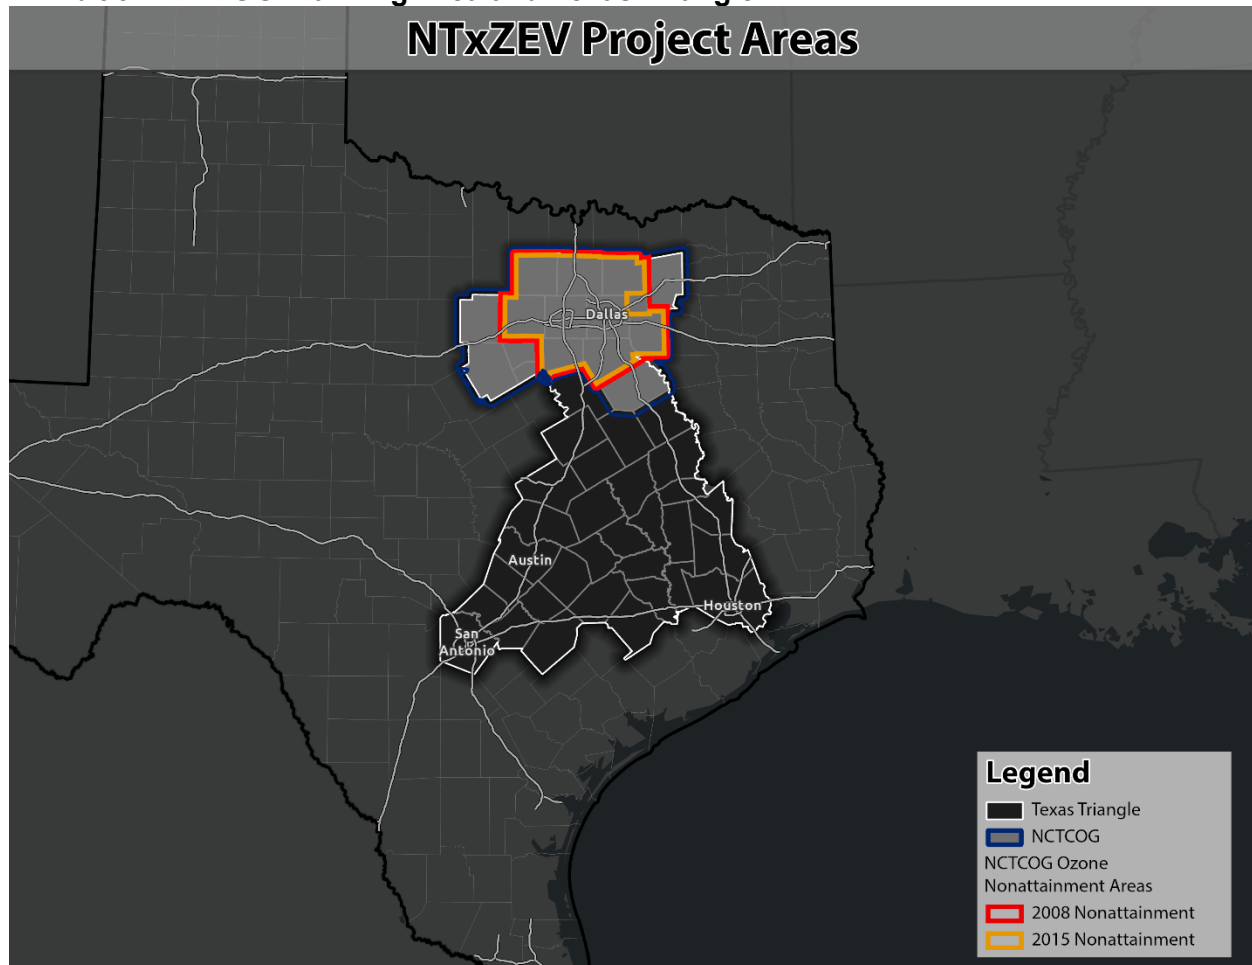 NTxZEV Project Areas
Dallas
Austin
Houston
San
Antonio
Legend
Texas Triangle
NCTCOG
NCTCOG Ozone
Nonattainment Areas
2008 Nonattainment
2015 Nonattainment